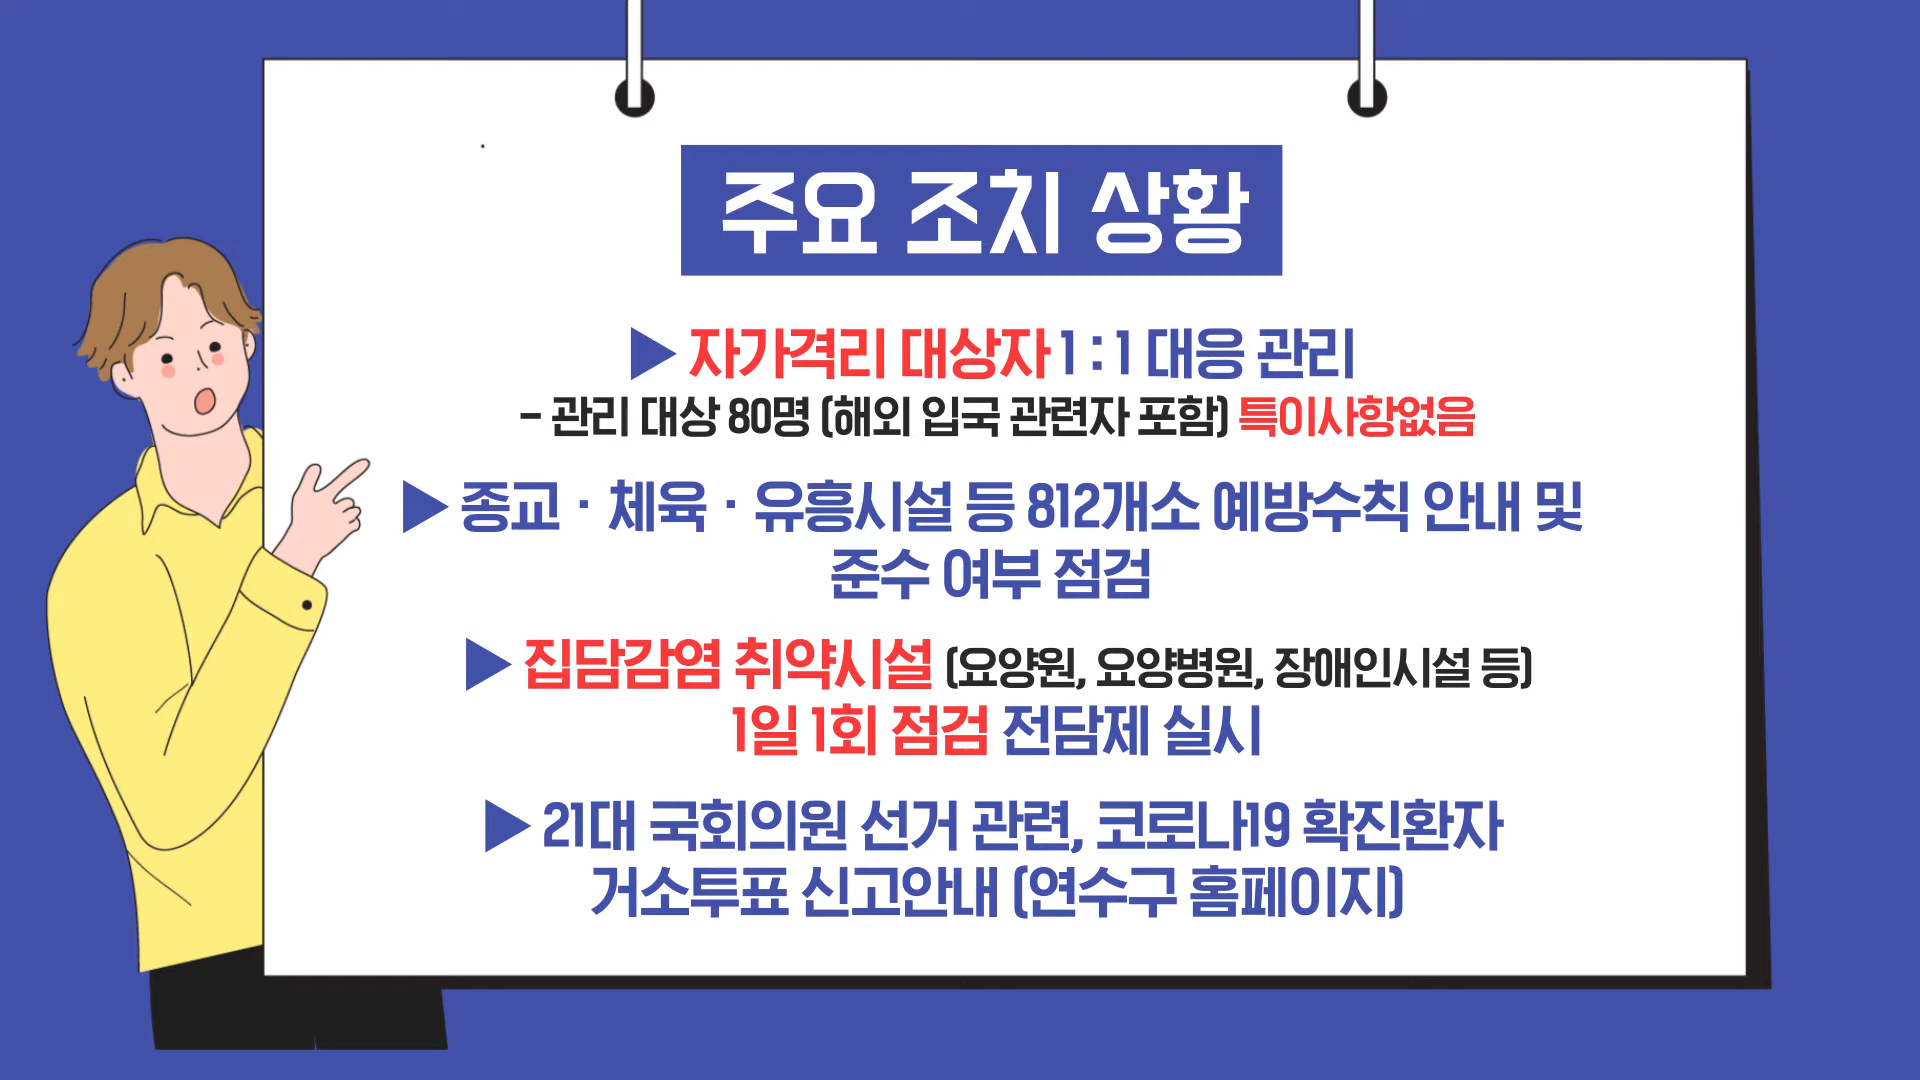 주요 조치 상황
▶ 자가격리 대상자 1 : 1 대응 관리
- 관리 대상 80명 (해외 입국 관련자 포함) 특이사항없음
▶ 종교 · 체육 · 유흥시설 등 812개소 예방수칙 안내 및
준수 여부 점검
▶ 집담감염 취약시설 (요양원, 요양병원, 장애인시설 등)
1일 1회 점검 전담제 실시
▶ 21대 국회의원 선거 관련, 코로나19 확진환자
거소투표 신고안내 (연수구 홈페이지)